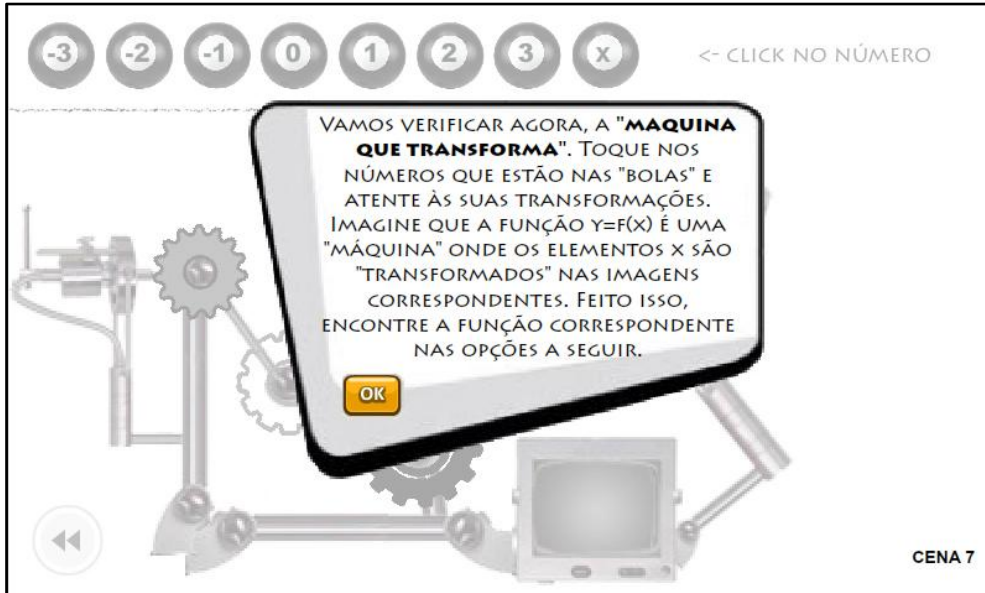 -3 -2 -1 0 1 2 3 X <- CLICK NO NÚMERO
VAMOS VERIFICAR AGORA, A "MAQUINA
QUE TRANSFORMA". TOQUE NOS
NÚMEROS QUE ESTÃO NAS "BOLAS" E
ATENTE ÀS SUAS TRANSFORMAÇÕES.
IMAGINE QUE A FUNÇÃO Y=F(X) É UMA
"MÁQUINA" ONDE OS ELEMENTOS X SÃO
"TRANSFORMADOS" NAS IMAGENS
CORRESPONDENTES. FEITO ISSO,
ENCONTRE A FUNÇÃO CORRESPONDENTE
NAS OPÇÕES A SEGUIR.
OK
CENA 7